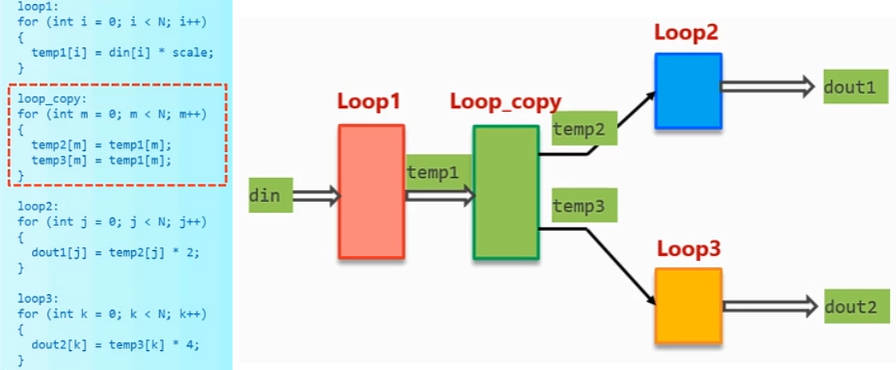 loop1:
for (int i = 0; i < N; i++)
{
temp1[i] = din[i] * scale;
}
loop_copy:
for (int m = 0; m < N; m++)
{
temp2[m] = temp1[m];
temp3[m] = temp1[m];
}
loop2:
for (int j = 0; j < N; j++)
{
dout1[j] = temp2[j] * 2;
}
loop3:
for (int k = 0; k < N; k++)
{
dout2[k] = temp3[k] * 4;
}
din
Loop1
temp1
Loop_copy
temp2
temp3
Loop2
dout1
Loop3
dout2